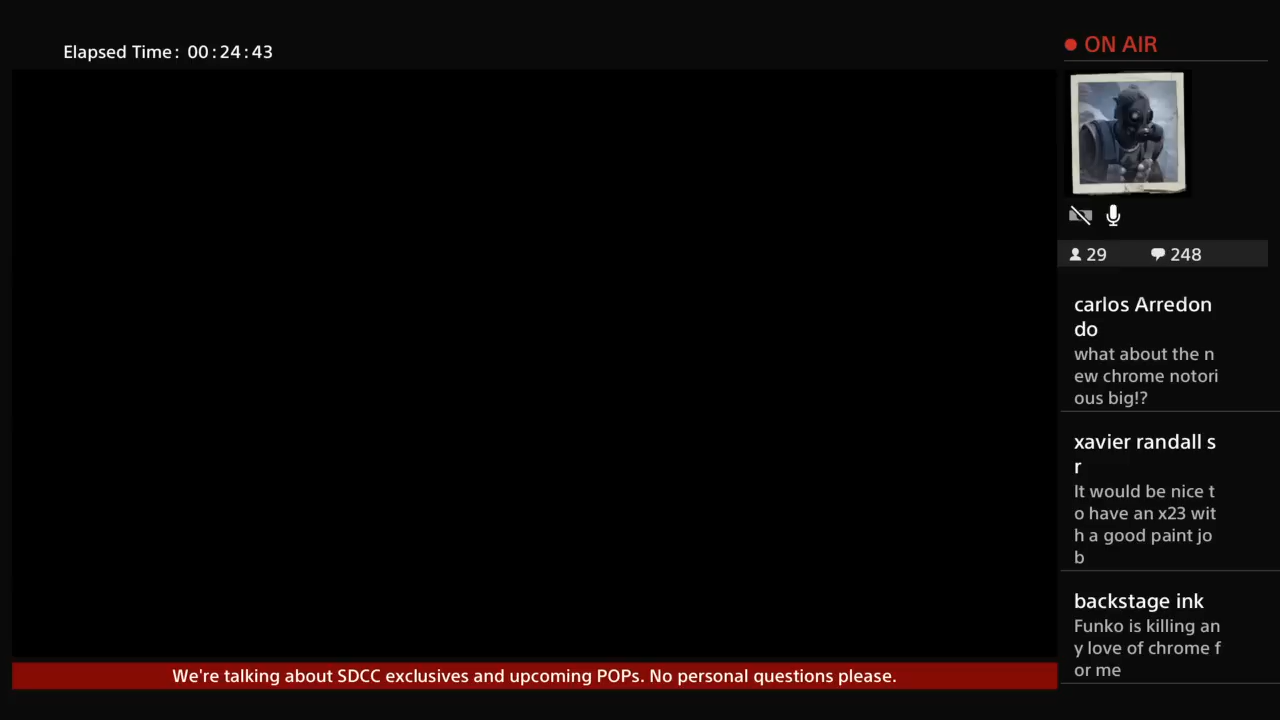 Elapsed Time: 00:24:43
ON AIR
29 248
carlos Arredon
do
what about the n
ew chrome notori
ous big!?
xavier randall s
r
It would be nice t
o have an x23 wit
h a good paint jo
b
backstage ink
Funko is killing an
y love of chrome f
or me
We're talking about SDCC exclusives and upcoming POPs. No personal questions please.